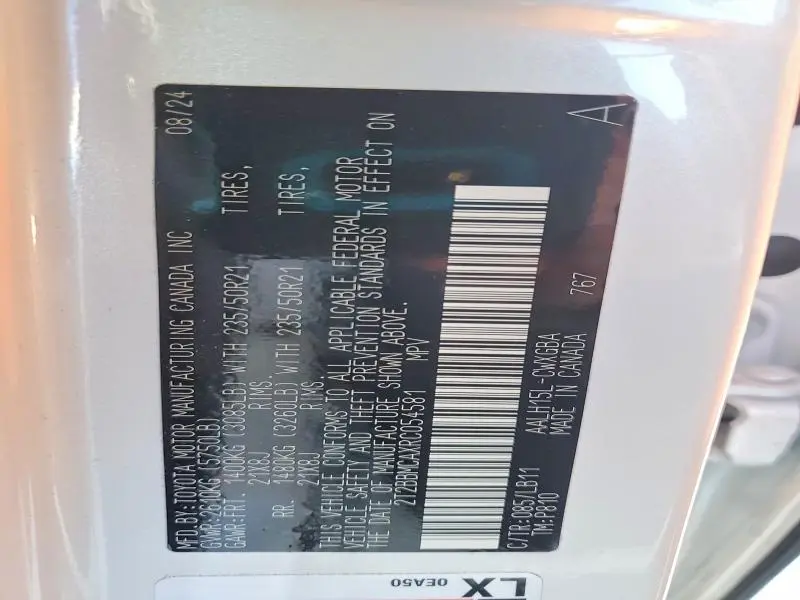 MFD.BY:TOYOTA MOTOR MANUFACTURING CANADA INC 08/24
GVWR:2610KG(5750LB)
GAWR:FRT. 1400KG (3085LB) WITH 235/50R21 TIRES,
21X8J RIMS.
RR. 1480KG (3260LB) WITH 235/50R21 TIRES,
21X8J RIMS.
THIS VEHICLE CONFORMS TO ALL APPLICABLE FEDERAL MOTOR
VEHICLE SAFETY AND THEFT PREVENTION STANDARDS IN EFFECT ON
THE DATE OF MANUFACTURE SHOWN ABOVE.
2T2BBMCAXRC054581 MPV
C/TR:085/LB11 AALH15L-CWXGBA
TM:P810 MADE IN CANADA 767
A
LX
0EA50